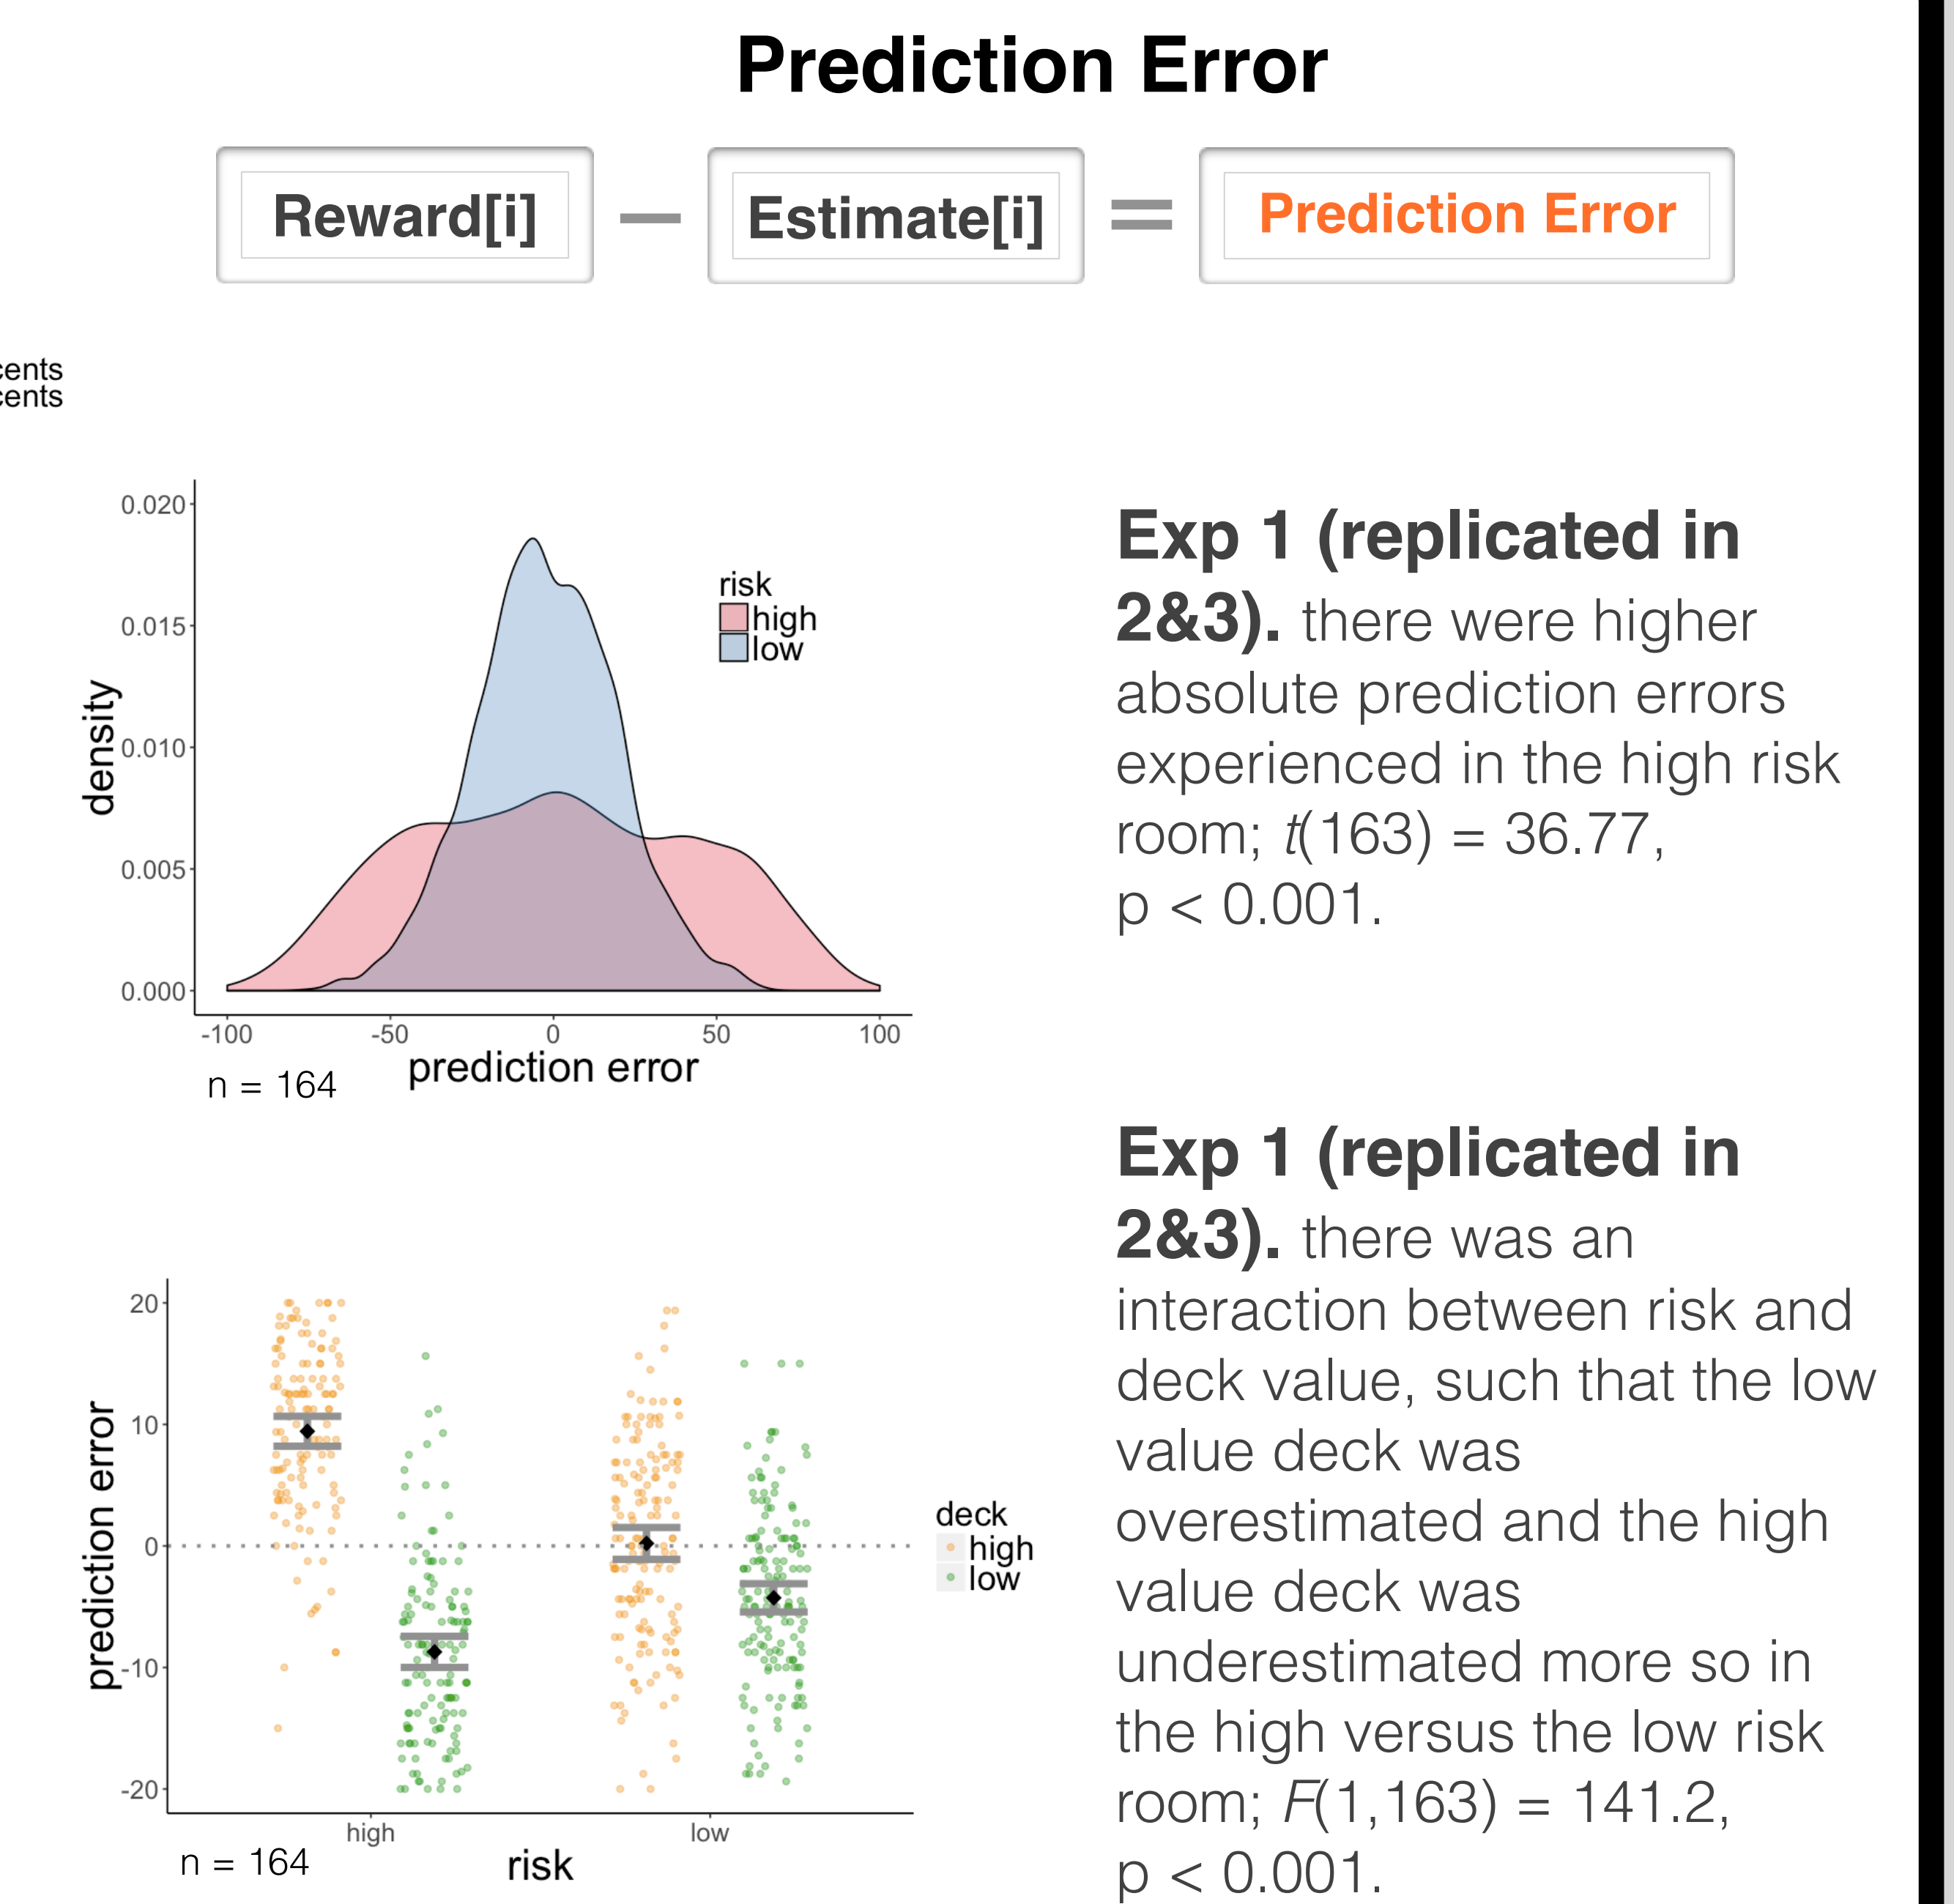 Prediction Error
Reward[i] — Estimate[i] = Prediction Error
cents
cents
0.020
0.015
0.010
0.005
0.000
density
risk
high
low
-100 -50 0 50 100
prediction error
n = 164
Exp 1 (replicated in
2&3). there were higher
absolute prediction errors
experienced in the high risk
room; t(163) = 36.77,
p < 0.001.
20
10
0
-10
-20
prediction error
deck
high
low
high low
risk
n = 164
Exp 1 (replicated in
2&3). there was an
interaction between risk and
deck value, such that the low
value deck was
overestimated and the high
value deck was
underestimated more so in
the high versus the low risk
room; F(1,163) = 141.2,
p < 0.001.